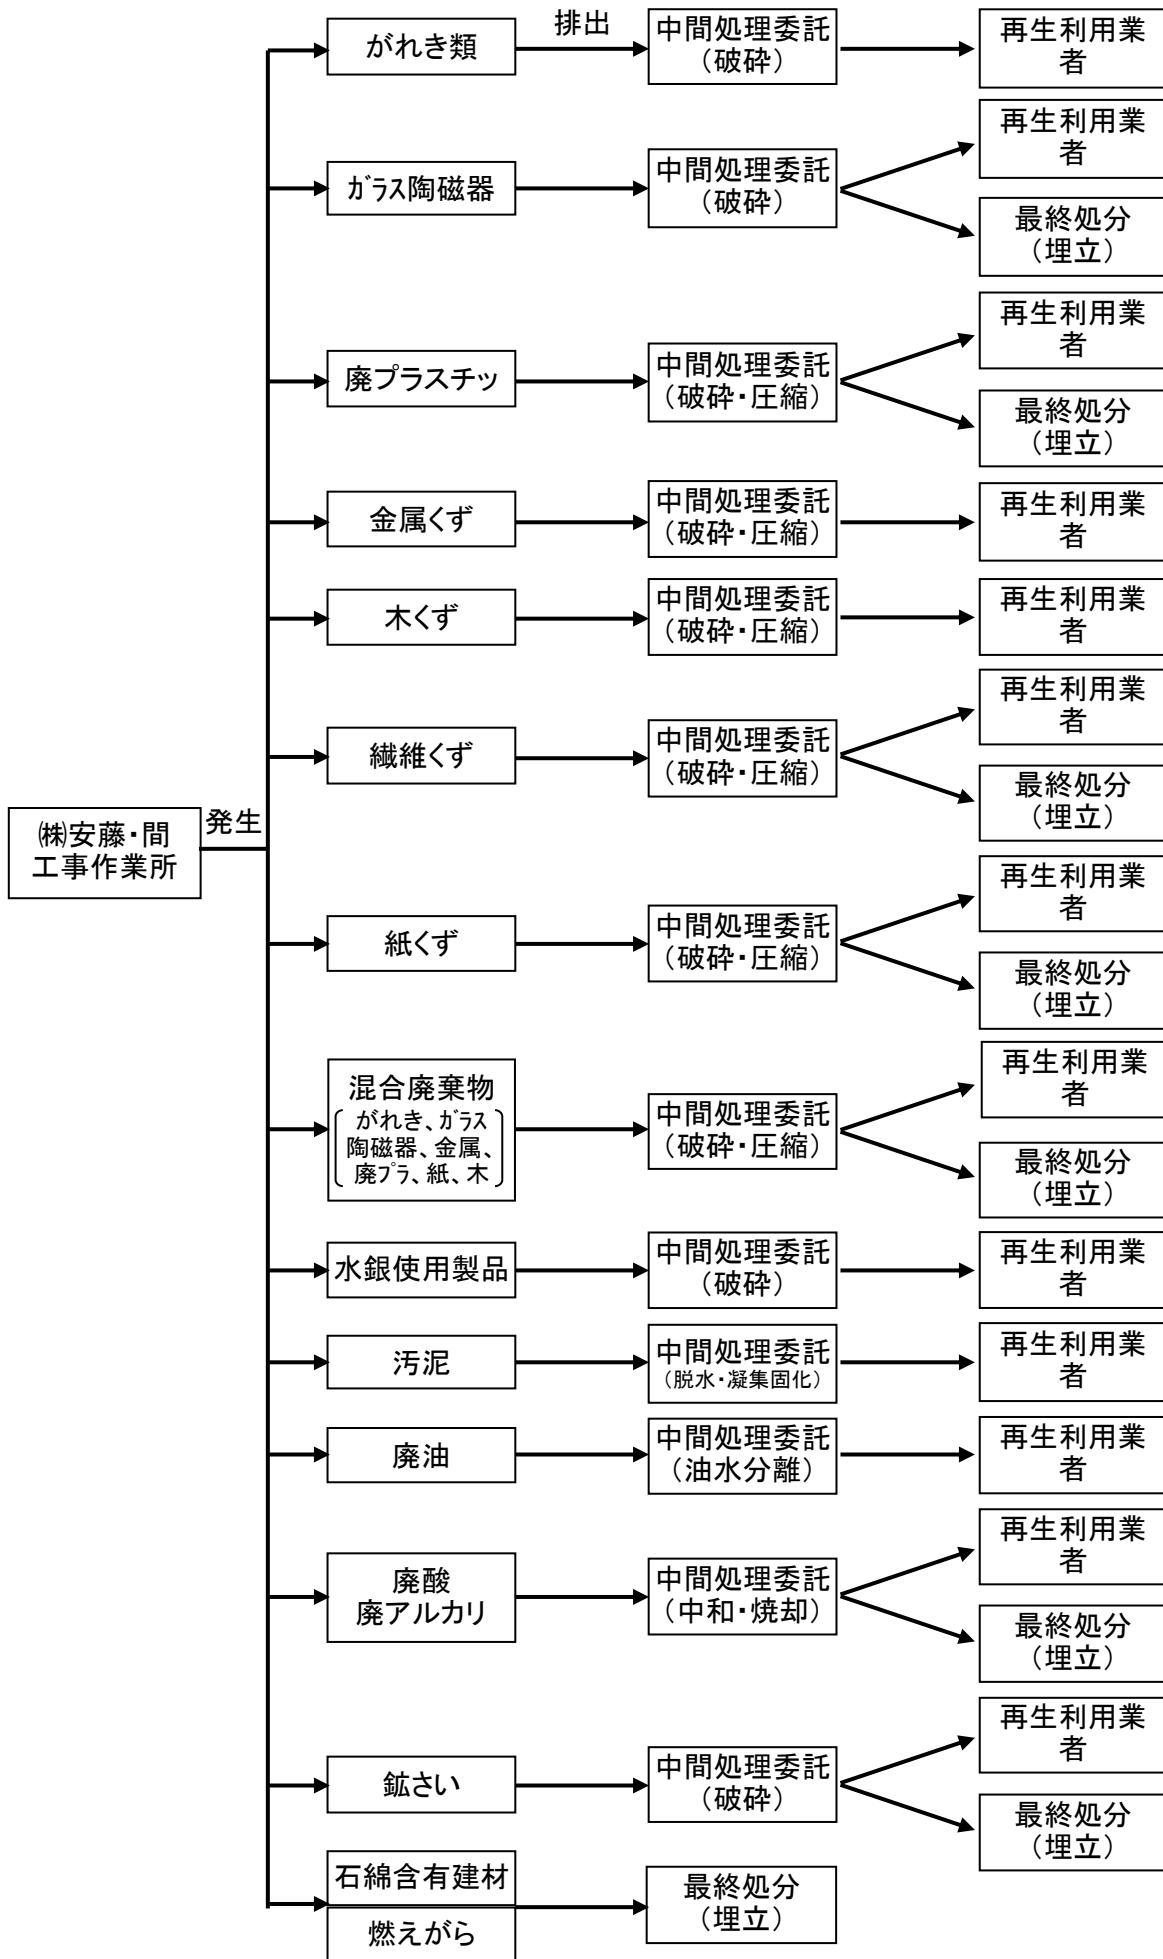 がれき類
排出
中間処理委託
（破砕）
再生利用業
者
ｶﾞﾗｽ陶磁器
中間処理委託
（破砕）
再生利用業
者
最終処分
（埋立）
廃プラスチッ
中間処理委託
（破砕・圧縮）
再生利用業
者
最終処分
（埋立）
金属くず
中間処理委託
（破砕・圧縮）
再生利用業
者
木くず
中間処理委託
（破砕・圧縮）
再生利用業
者
繊維くず
中間処理委託
（破砕・圧縮）
再生利用業
者
最終処分
（埋立）
㈱安藤・間
工事作業所
発生
紙くず
中間処理委託
（破砕・圧縮）
再生利用業
者
最終処分
（埋立）
混合廃棄物
がれき、ｶﾞﾗｽ
陶磁器、金属、
廃ﾌﾟﾗ、紙、木
中間処理委託
（破砕・圧縮）
再生利用業
者
最終処分
（埋立）
水銀使用製品
中間処理委託
（破砕）
再生利用業
者
汚泥
中間処理委託
（脱水・凝集固化）
再生利用業
者
廃油
中間処理委託
（油水分離）
再生利用業
者
廃酸
廃アルカリ
中間処理委託
（中和・焼却）
再生利用業
者
最終処分
（埋立）
鉱さい
中間処理委託
（破砕）
再生利用業
者
最終処分
（埋立）
石綿含有建材
燃えがら
最終処分
（埋立）